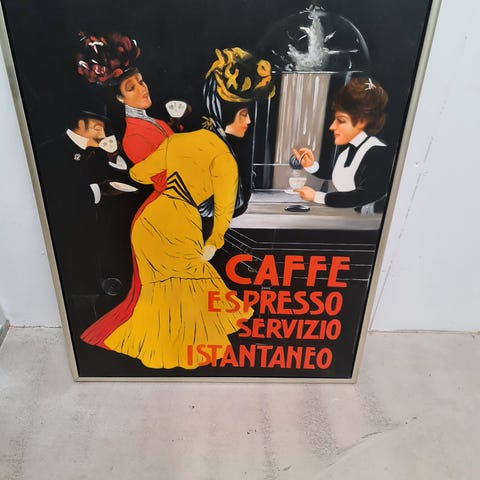 CAFFE
ESPRESSO
SERVIZIO
ISTANTANEO